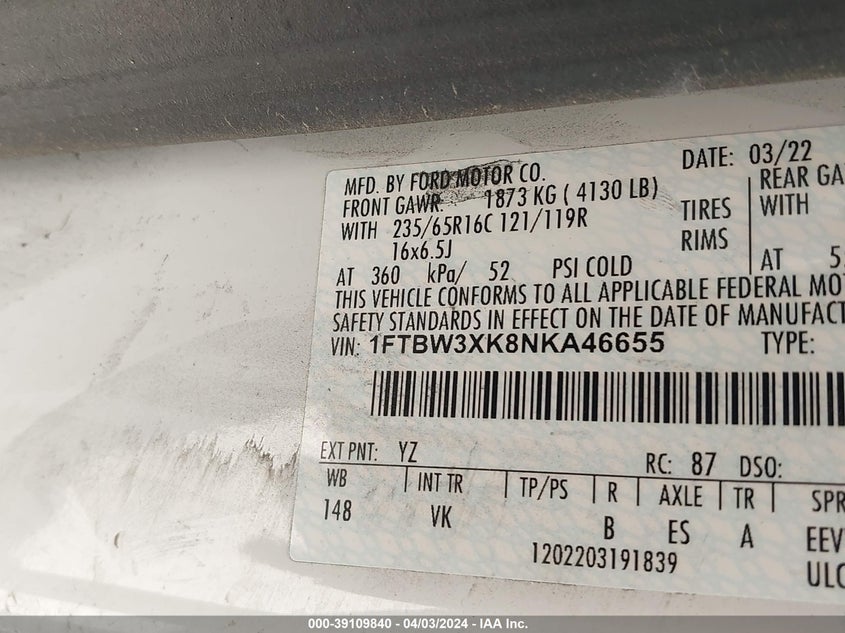 DATE: 03/22
MFD. BY FORD MOTOR CO.
FRONT GAWR: 1873 KG ( 4130 LB)
REAR GA
WITH 235/65R16C 121/119R
TIRES WITH
16x6.5J
RIMS
AT 360 kPa/ 52 PSI COLD
AT 5
THIS VEHICLE CONFORMS TO ALL APPLICABLE FEDERAL MOT
SAFETY STANDARDS IN EFFECT ON THE DATE OF MANUFACT
VIN: 1FTBW3XK8NKA46655
TYPE:
EXT PNT: YZ
RC: 87 DSO:
WB INT TR TP/PS R AXLE TR SPR
148 VK B ES A EEV
1202203191839
ULC
000-39109840 - 04/03/2024 - IAA Inc.